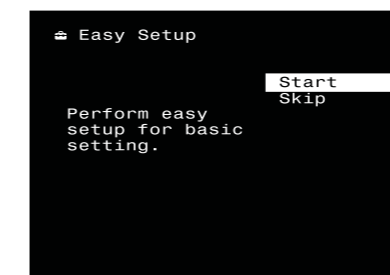 Easy Setup
Start
Skip
Perform easy
setup for basic
setting.